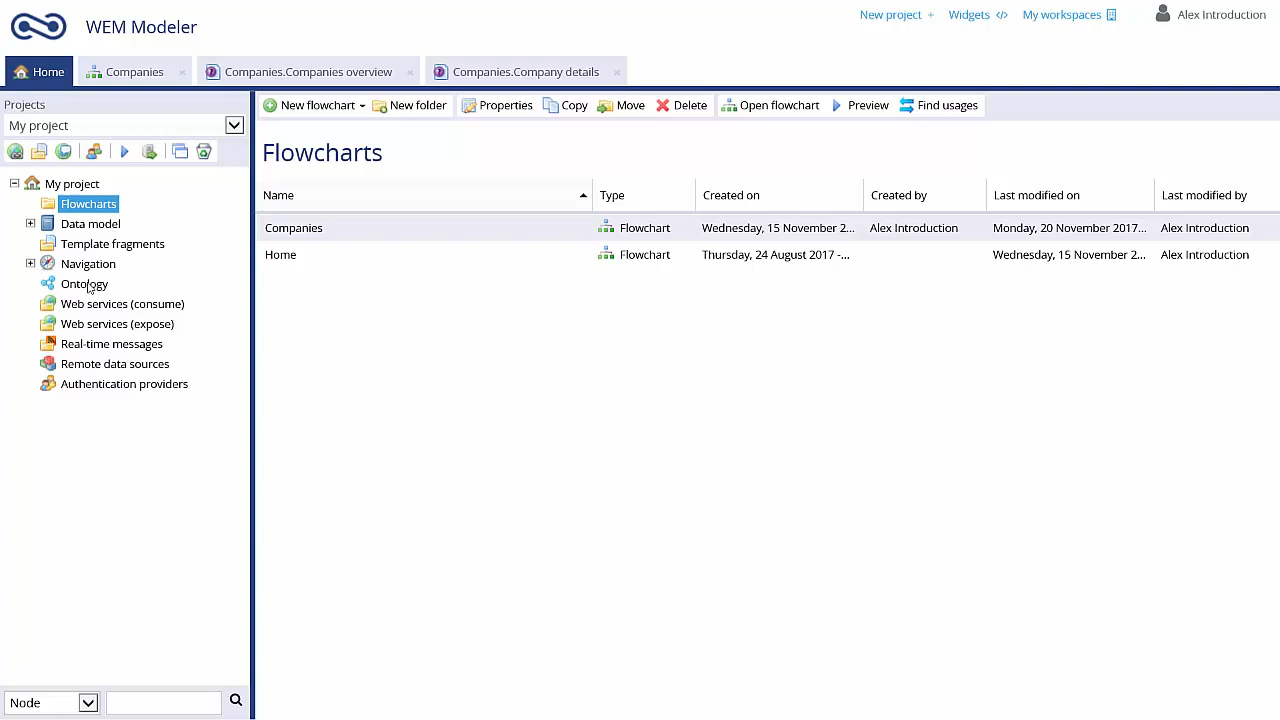 WEM Modeler
New project +
Widgets </>
My workspaces
Alex Introduction
Home
Companies
Companies.Companies overview
Companies.Company details
Projects
My project
My project
Flowcharts
Data model
Template fragments
Navigation
Ontology
Web services (consume)
Web services (expose)
Real-time messages
Remote data sources
Authentication providers
Node
New flowchart
New folder
Properties
Copy
Move
Delete
Open flowchart
Preview
Find usages
Flowcharts
Name Type Created on Created by Last modified on Last modified by
Companies Flowchart Wednesday, 15 November 2... Alex Introduction Monday, 20 November 2017... Alex Introduction
Home Flowchart Thursday, 24 August 2017 -... Wednesday, 15 November 2... Alex Introduction